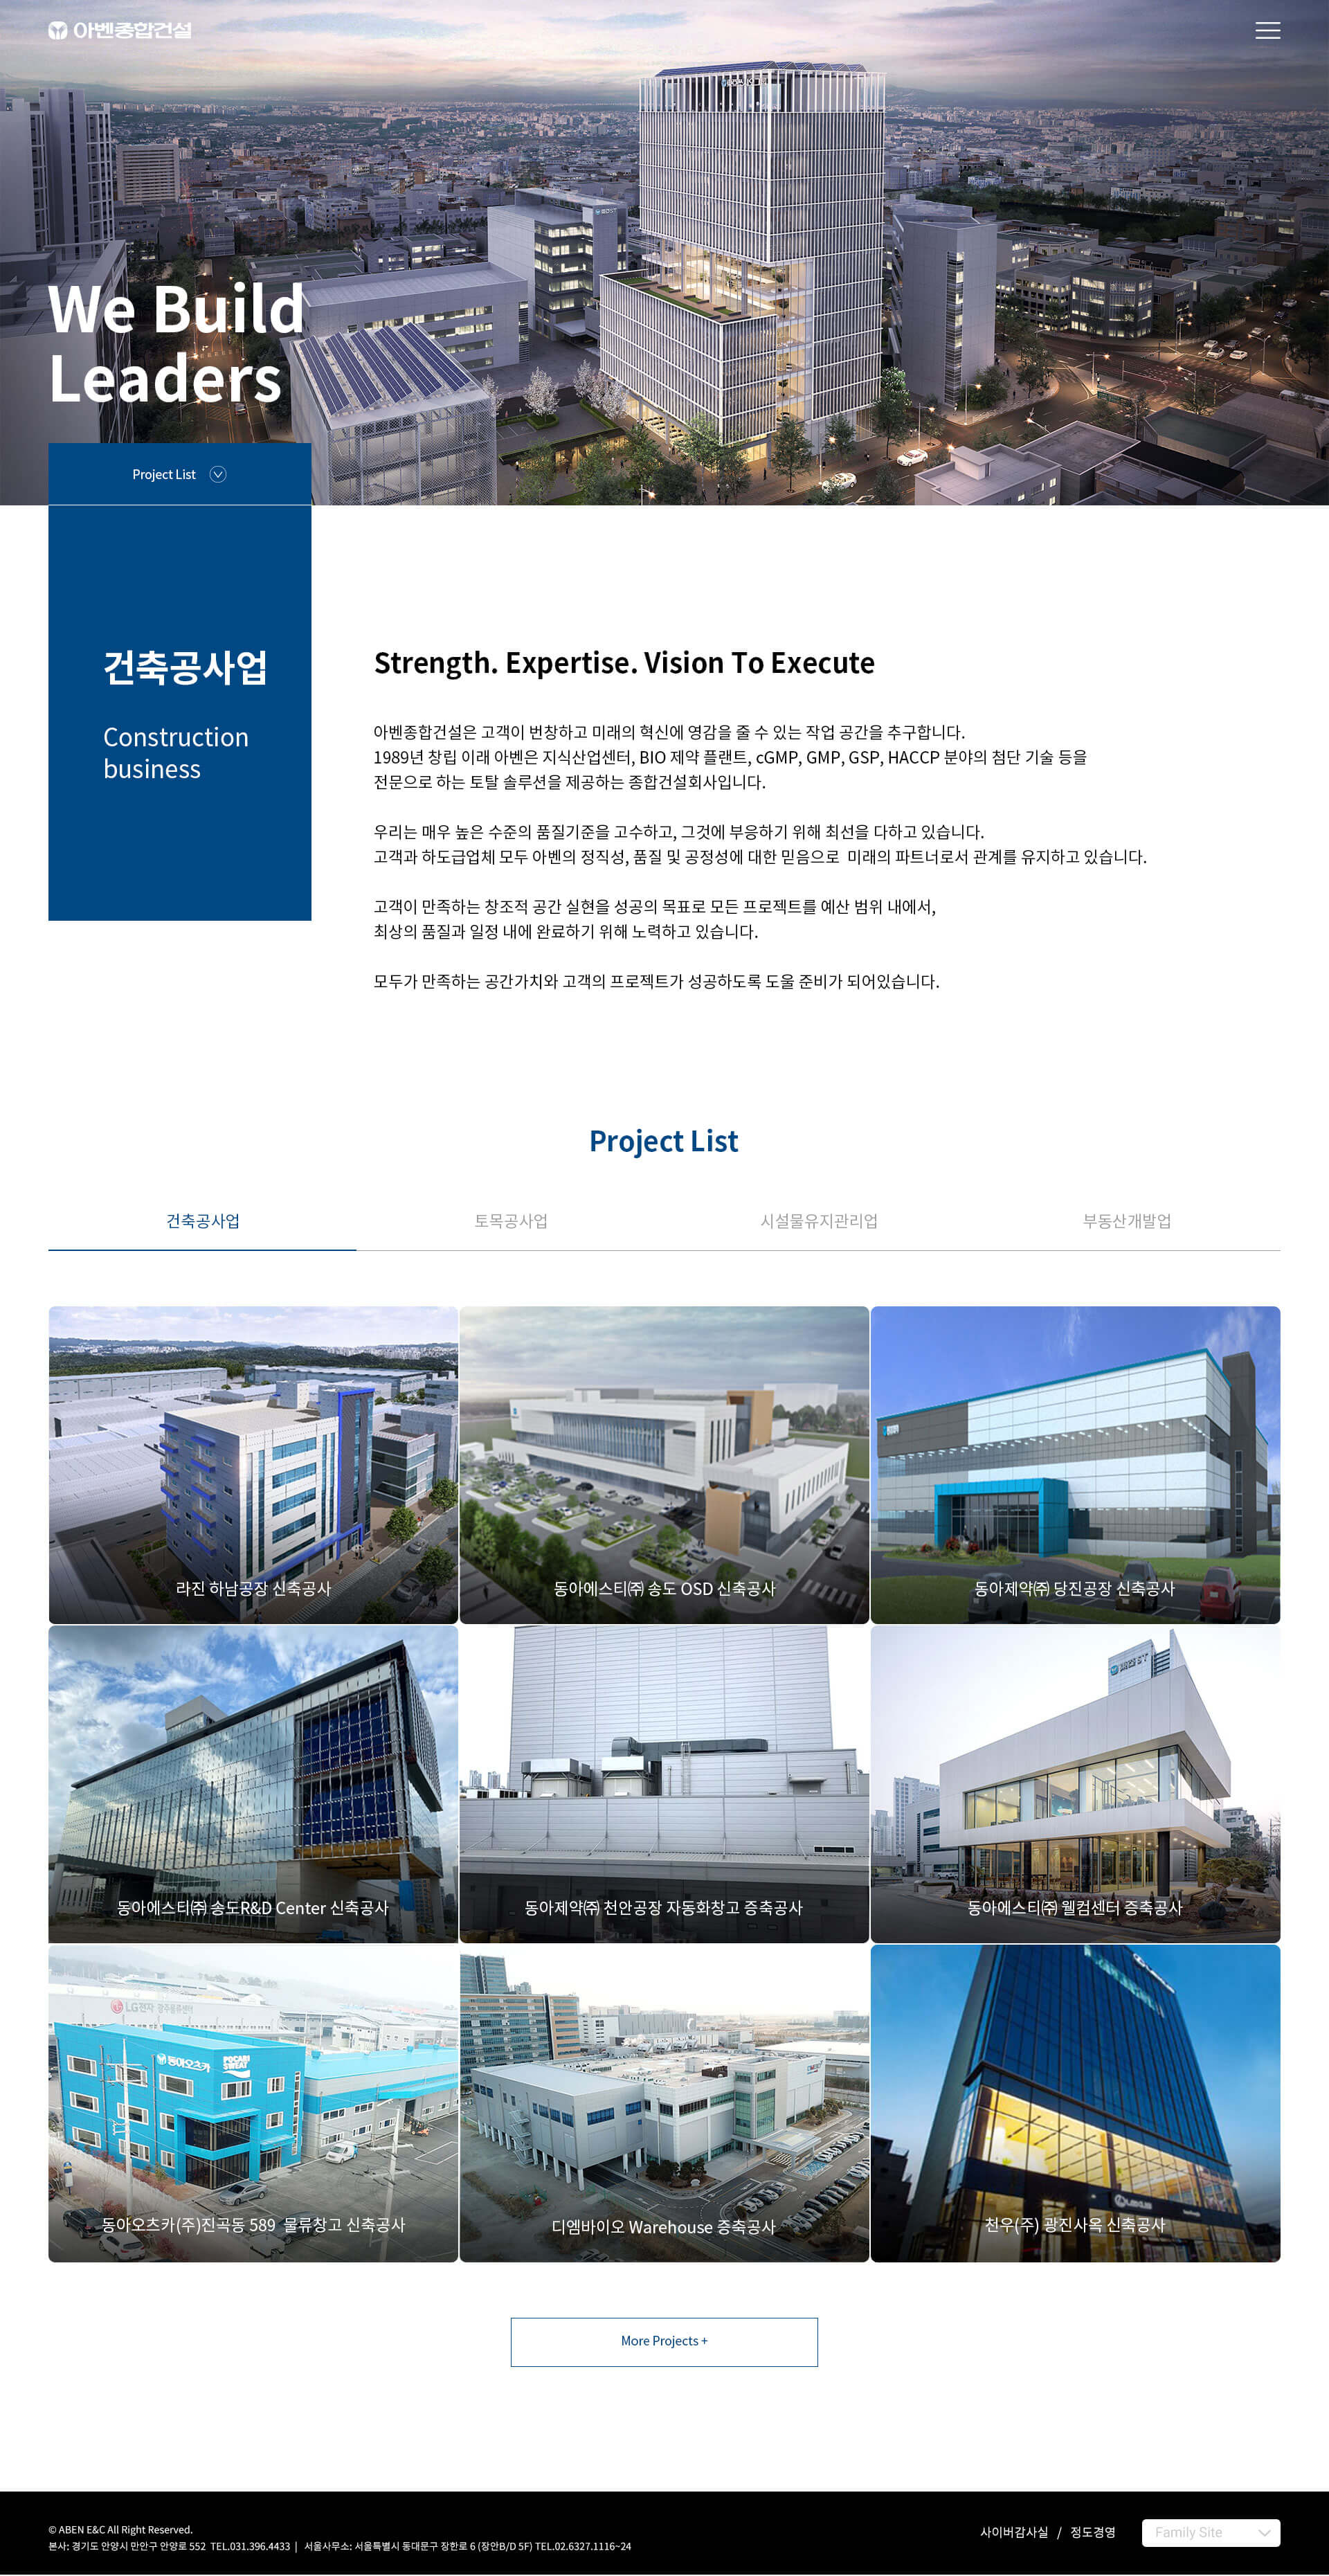 아벤종합건설
We Build
Leaders
Project List
건축공사업
Construction
business
Strength. Expertise. Vision To Execute
아벤종합건설은 고객이 번창하고 미래의 혁신에 영감을 줄 수 있는 작업 공간을 추구합니다.
1989년 창립 이래 아벤은 지식산업센터, BIO 제약 플랜트, cGMP, GMP, GSP, HACCP 분야의 첨단 기술 등을
전문으로 하는 토탈 솔루션을 제공하는 종합건설회사입니다.
우리는 매우 높은 수준의 품질기준을 고수하고, 그것에 부응하기 위해 최선을 다하고 있습니다.
고객과 하도급업체 모두 아벤의 정직성, 품질 및 공정성에 대한 믿음으로 미래의 파트너로서 관계를 유지하고 있습니다.
고객이 만족하는 창조적 공간 실현을 성공의 목표로 모든 프로젝트를 예산 범위 내에서,
최상의 품질과 일정 내에 완료하기 위해 노력하고 있습니다.
모두가 만족하는 공간가치와 고객의 프로젝트가 성공하도록 도울 준비가 되어있습니다.
Project List
건축공사업
토목공사업
시설물유지관리업
부동산개발업
라진 하남공장 신축공사
동아에스티㈜ 송도 OSD 신축공사
동아제약㈜ 당진공장 신축공사
동아에스티㈜ 송도R&D Center 신축공사
동아제약㈜ 천안공장 자동화창고 증축공사
동아에스티㈜ 웰컴센터 증축공사
LG전자 광주물류센터
동아오츠카
POCARI
SWEAT
동아오츠카(주)진곡동 589 물류창고 신축공사
디엠바이오 Warehouse 증축공사
LEXUS
천우(주) 광진사옥 신축공사
More Projects +
© ABEN E&C All Right Reserved.
본사: 경기도 안양시 만안구 안양로 552 TEL.031.396.4433 | 서울사무소: 서울특별시 동대문구 장한로 6 (장안B/D 5F) TEL.02.6327.1116~24
사이버감사실 / 정도경영
Family Site